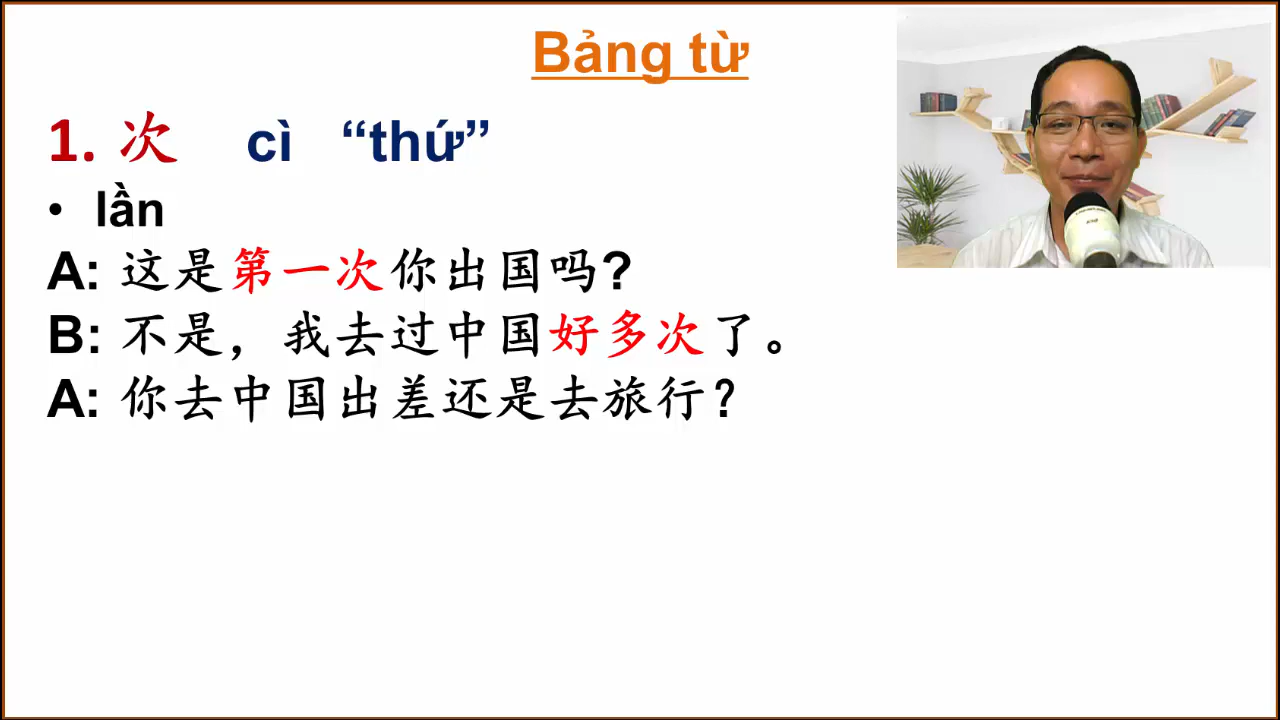 Bảng từ
1. 次 cì “thứ”
• lần
A: 这是第一次你出国吗?
B: 不是，我去过中国好多次了。
A: 你去中国出差还是去旅行？